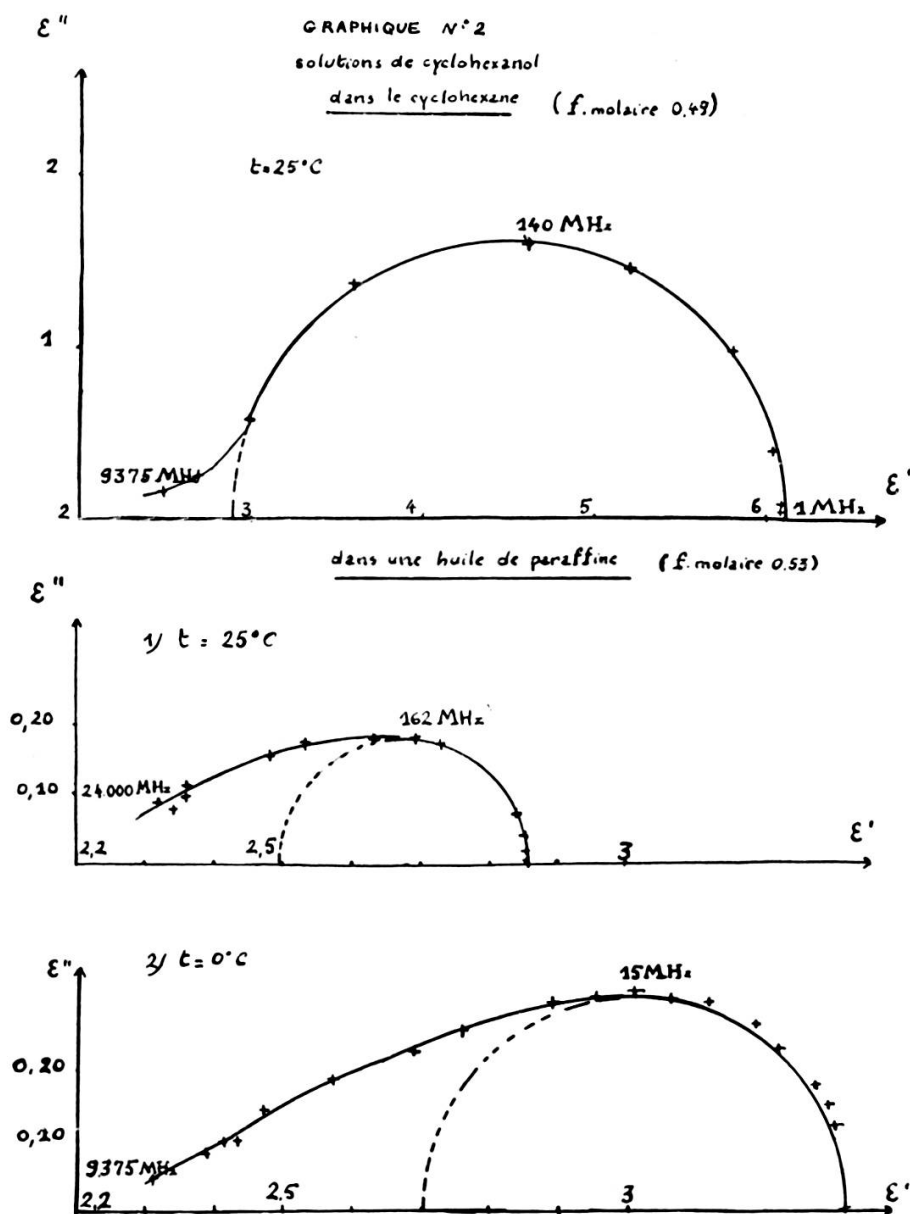 GRAPHIQUE N°2
solutions de cyclohexanol
dans le cyclohexane (f. molaire 0,49)
ε"
t=25°C
2
140 MHz
1
9375 MHz
2 3 4 5 6 1 MHz ε'
dans une huile de paraffine (f. molaire 0.53)
ε"
1) t = 25°C
0,20
162 MHz
0,10
24.000 MHz
2,2 2,5 3 ε'
2) t=0°C
ε"
15 MHz
0,20
0,10
9375 MHz
2,2 2.5 3 ε'